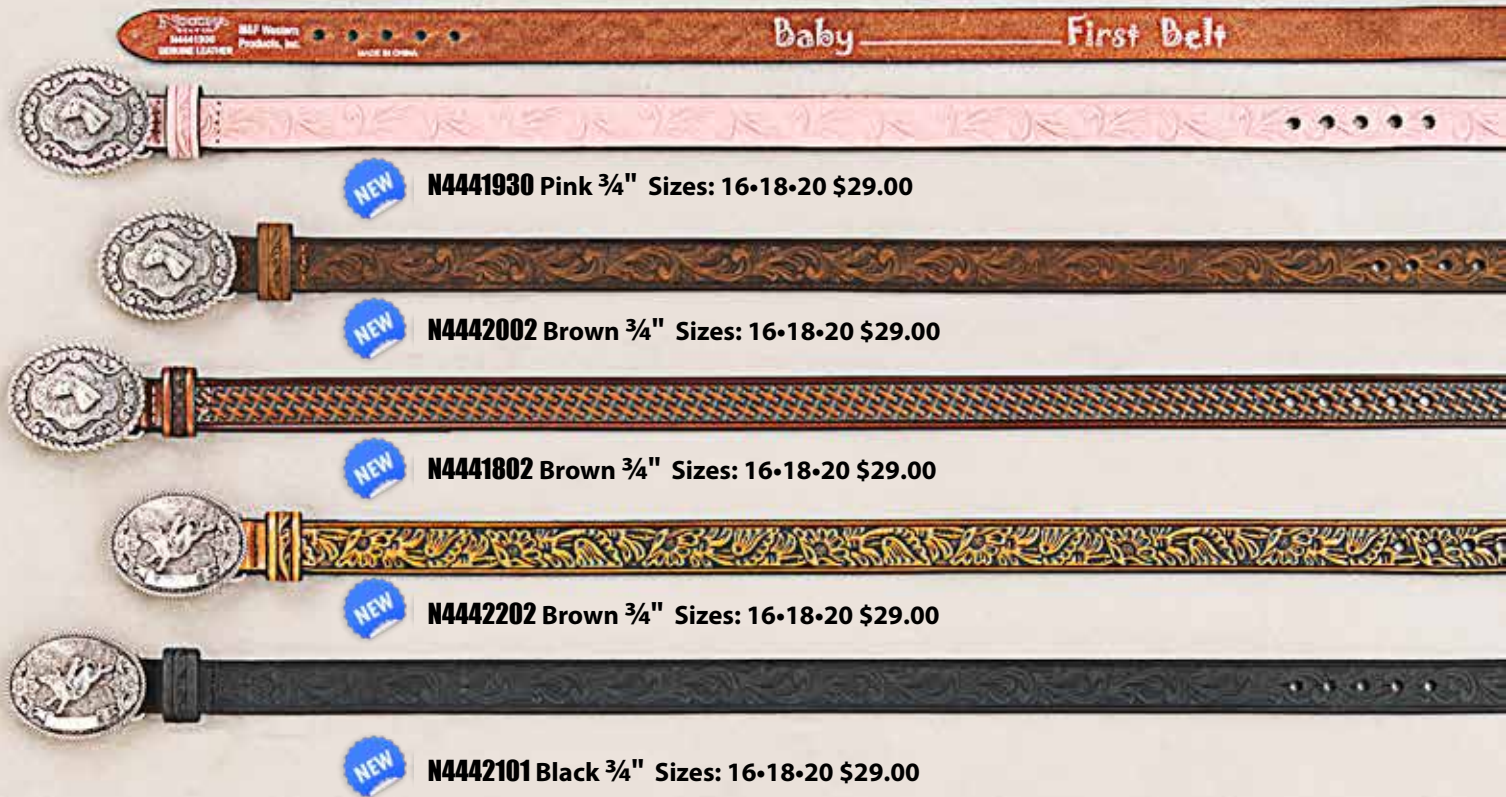 N4441930
GENUINE LEATHER
M&F Western
Products, Inc.
MADE IN CHINA
Baby First Belt
NEW N4441930 Pink ¾" Sizes: 16•18•20 $29.00
NEW N4442002 Brown ¾" Sizes: 16•18•20 $29.00
NEW N4441802 Brown ¾" Sizes: 16•18•20 $29.00
NEW N4442202 Brown ¾" Sizes: 16•18•20 $29.00
NEW N4442101 Black ¾" Sizes: 16•18•20 $29.00